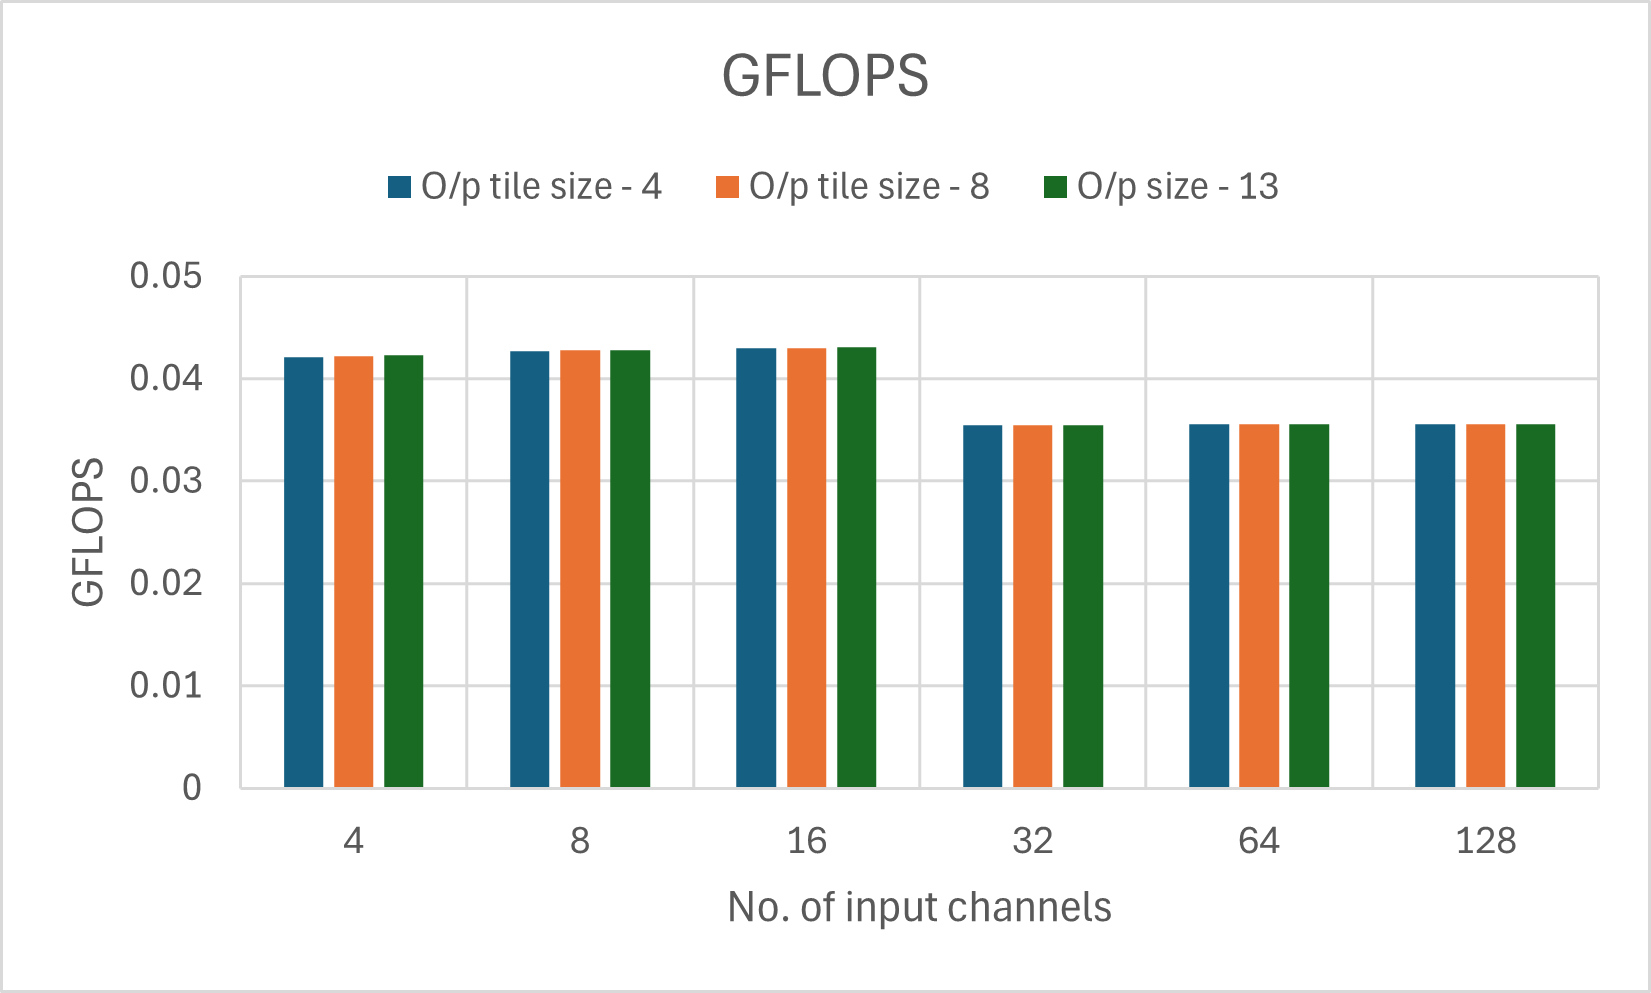 GFLOPS
O/p tile size - 4 O/p tile size - 8 O/p size - 13
0.05
0.04
0.03
0.02
0.01
0
GFLOPS
4 8 16 32 64 128
No. of input channels